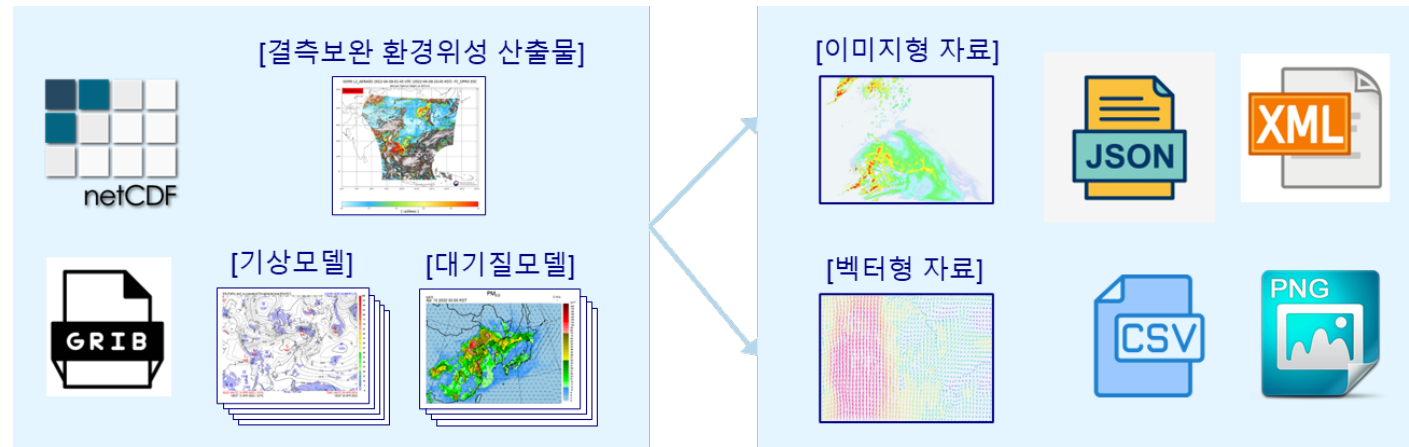 [결측보완 환경위성 산출물]
netCDF
[기상모델]
[대기질모델]
GRIB
[이미지형 자료]
JSON
XML
[벡터형 자료]
CSV
PNG